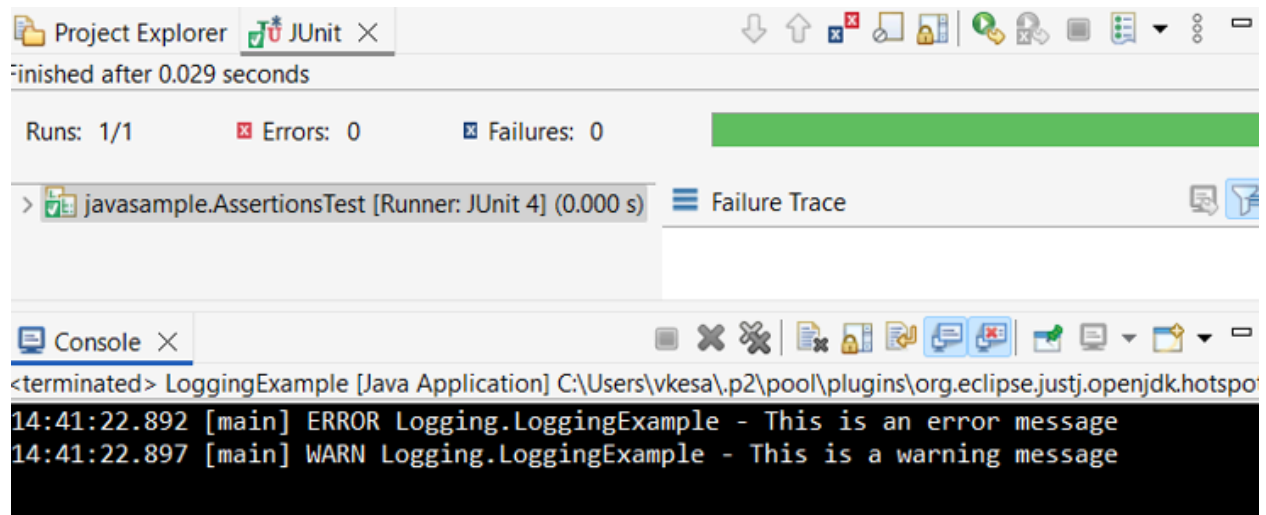 Project Explorer JUnit
Finished after 0.029 seconds
Runs: 1/1 Errors: 0 Failures: 0
javasample.AssertionsTest [Runner: JUnit 4] (0.000 s) Failure Trace
Console
<terminated> LoggingExample [Java Application] C:\Users\vkesa\.p2\pool\plugins\org.eclipse.justj.openjdk.hotspot
14:41:22.892 [main] ERROR Logging.LoggingExample - This is an error message
14:41:22.897 [main] WARN Logging.LoggingExample - This is a warning message